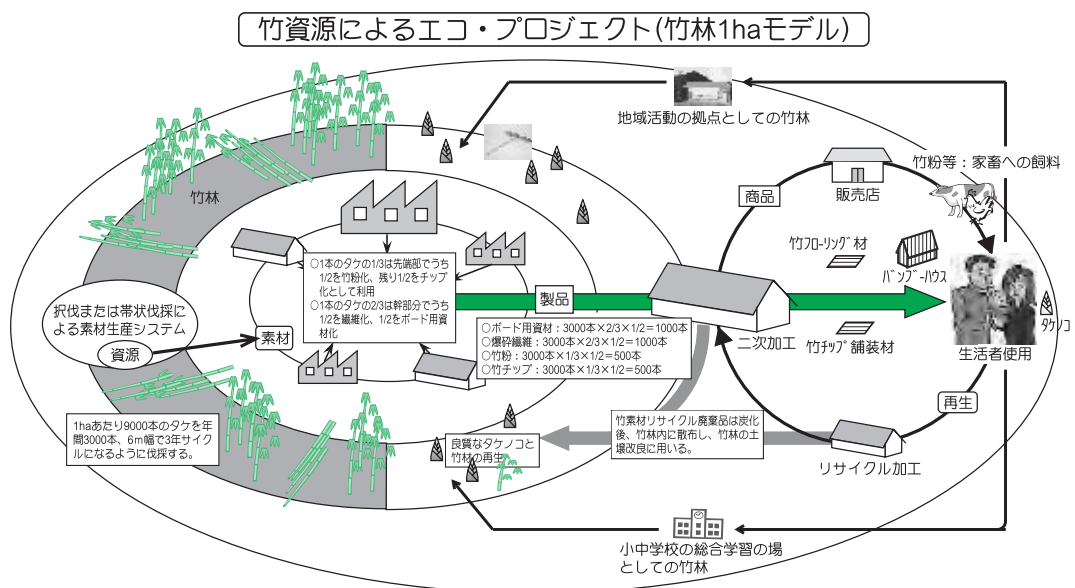 竹資源によるエコ・プロジェクト(竹林1haモデル)
地域活動の拠点としての竹林
竹林
商品
販売店
竹粉等：家畜への飼料
竹フローリング材
バンブーハウス
○1本のタケの1/3は先端部でうち
1/2を竹粉化、残り1/2をチップ
化として利用
○1本のタケの2/3は幹部分でうち
1/2を繊維化、1/2をボード用資
材化
製品
択伐または帯状伐採に
よる素材生産システム
資源
素材
○ボード用資材：3000本×2/3×1/2＝1000本
○爆砕繊維：3000本×2/3×1/2＝1000本
○竹粉：3000本×1/3×1/2＝500本
○竹チップ：3000本×1/3×1/2＝500本
二次加工
竹チップ舗装材
タケノコ
生活者使用
再生
1haあたり9000本のタケを年
間3000本、6ｍ幅で3年サイク
ルになるように伐採する。
良質なタケノコと
竹材の再生
竹素材リサイクル廃棄品は炭化
後、竹林内に散布し、竹林の土
壌改良に用いる。
リサイクル加工
小中学校の総合学習の場
としての竹林